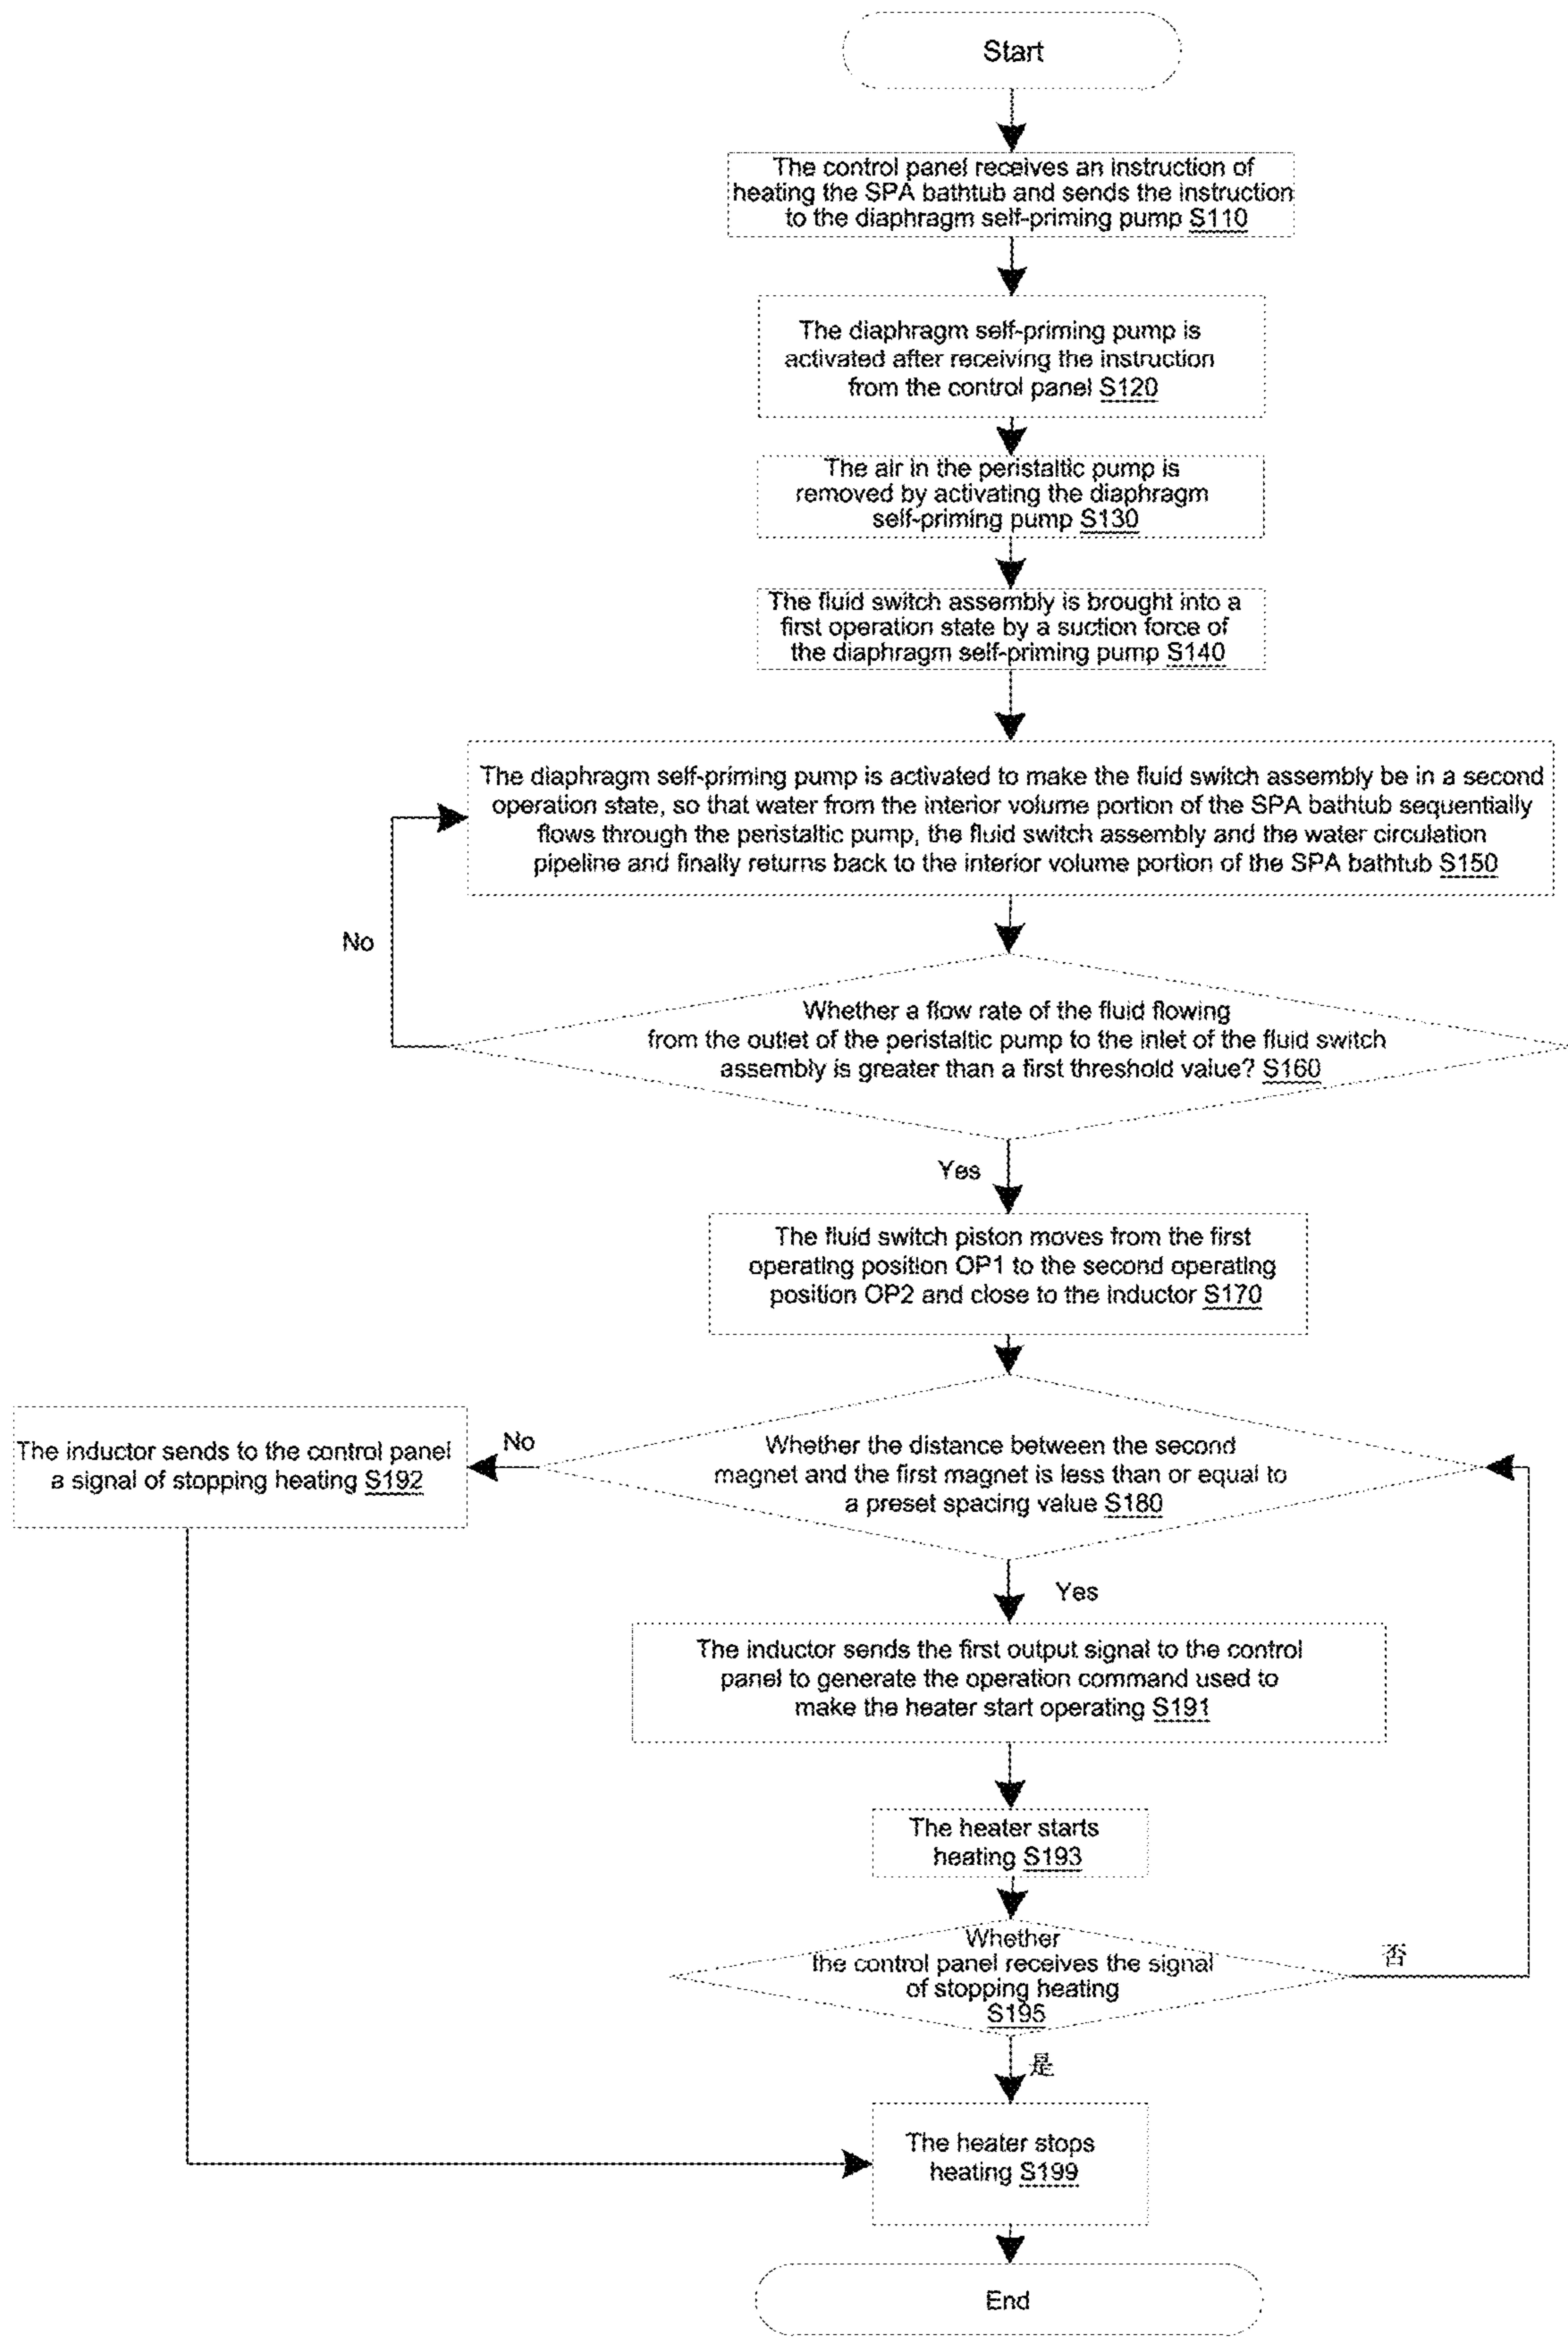 Start
The control panel receives an instruction of
heating the SPA bathtub and sends the instruction
to the diaphragm self-priming pump S110
The diaphragm self-priming pump is
activated after receiving the instruction
from the control panel S120
The air in the peristaltic pump is
removed by activating the diaphragm
self-priming pump S130
The fluid switch assembly is brought into a
first operation state by a suction force of
the diaphragm self-priming pump S140
The diaphragm self-priming pump is activated to make the fluid switch assembly be in a second
operation state, so that water from the interior volume portion of the SPA bathtub sequentially
flows through the peristaltic pump, the fluid switch assembly and the water circulation
pipeline and finally returns back to the interior volume portion of the SPA bathtub S150
No
Whether a flow rate of the fluid flowing
from the outlet of the peristaltic pump to the inlet of the fluid switch
assembly is greater than a first threshold value? S160
Yes
The fluid switch piston moves from the first
operating position OP1 to the second operating
position OP2 and close to the inductor S170
Whether the distance between the second
magnet and the first magnet is less than or equal to
a preset spacing value S180
No
The inductor sends to the control panel
a signal of stopping heating S192
Yes
The inductor sends the first output signal to the control
panel to generate the operation command used to
make the heater start operating S191
The heater starts
heating S193
Whether
the control panel receives the signal
of stopping heating
S195
否
是
The heater stops
heating S199
End